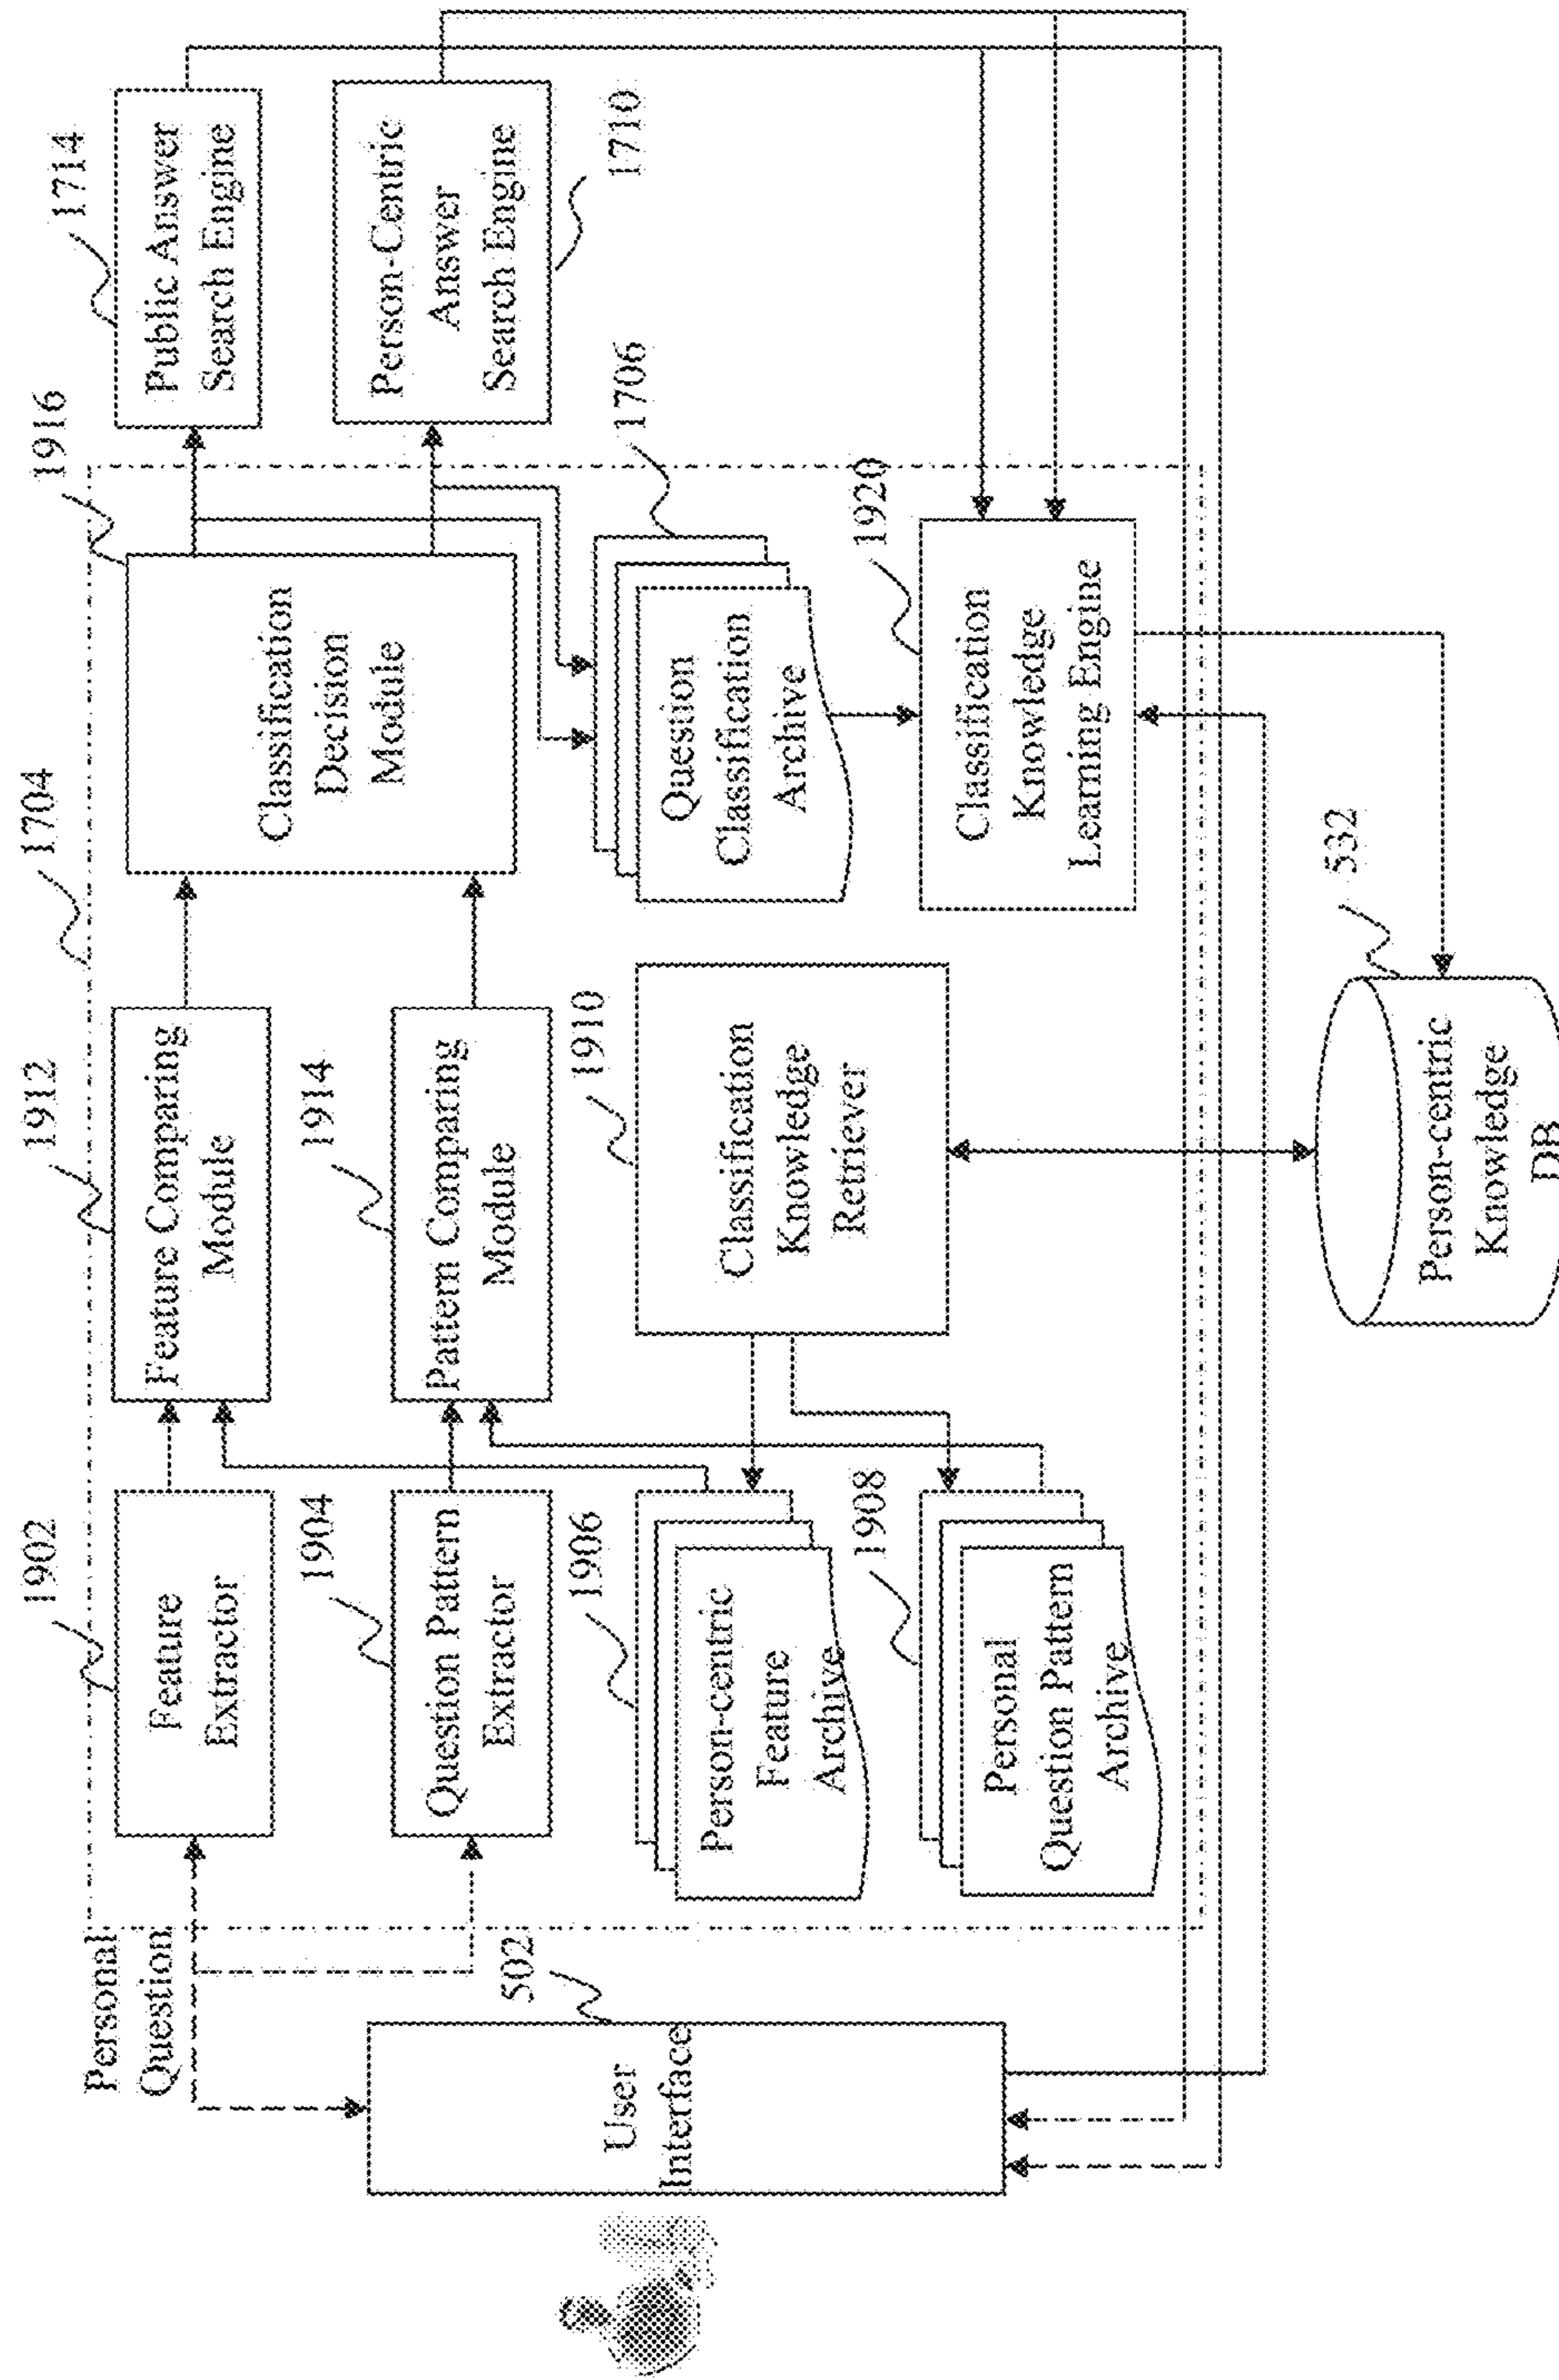 1704
1902
1912
1916
1714
Personal
Question
Feature
Extractor
Feature Comparing
Module
Classification
Decision
Module
Public Answer
Search Engine
1904
1914
Question Pattern
Extractor
Pattern Comparing
Module
Person-Centric
Answer
Search Engine
1710
502
User
Interface
1906
1910
1706
Person-centric
Feature
Archive
Classification
Knowledge
Retriever
Question
Classification
Archive
1908
1920
Personal
Question Pattern
Archive
Classification
Knowledge
Learning Engine
532
Person-centric
Knowledge
DB